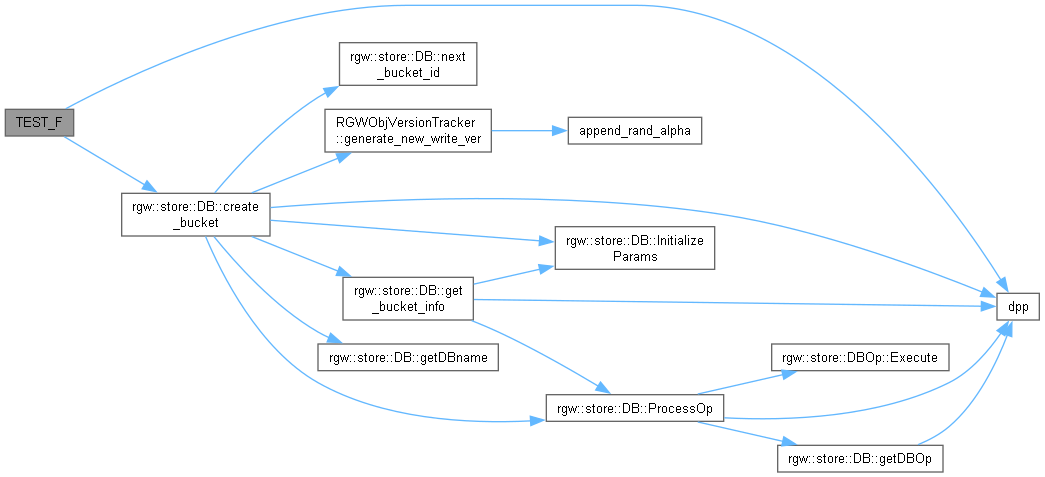 rgw::store::DB::next
_bucket_id
RGWObjVersionTracker
::generate_new_write_ver
append_rand_alpha
TEST_F
rgw::store::DB::create
_bucket
rgw::store::DB::Initialize
Params
rgw::store::DB::get
_bucket_info
dpp
rgw::store::DB::getDBname
rgw::store::DBOp::Execute
rgw::store::DB::ProcessOp
rgw::store::DB::getDBOp